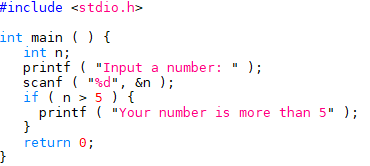 #include <stdio.h>
int main ( ) {
   int n;
   printf ( "Input a number: " );
   scanf ( "%d", &n );
   if ( n > 5 ) {
     printf ( "Your number is more than 5" );
   }
   return 0;
}